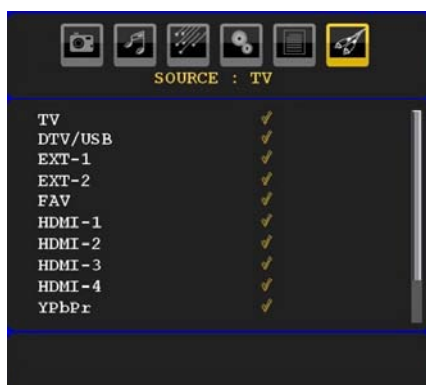 SOURCE : TV
TV
DTV/USB
EXT-1
EXT-2
FAV
HDMI-1
HDMI-2
HDMI-3
HDMI-4
YPbPr